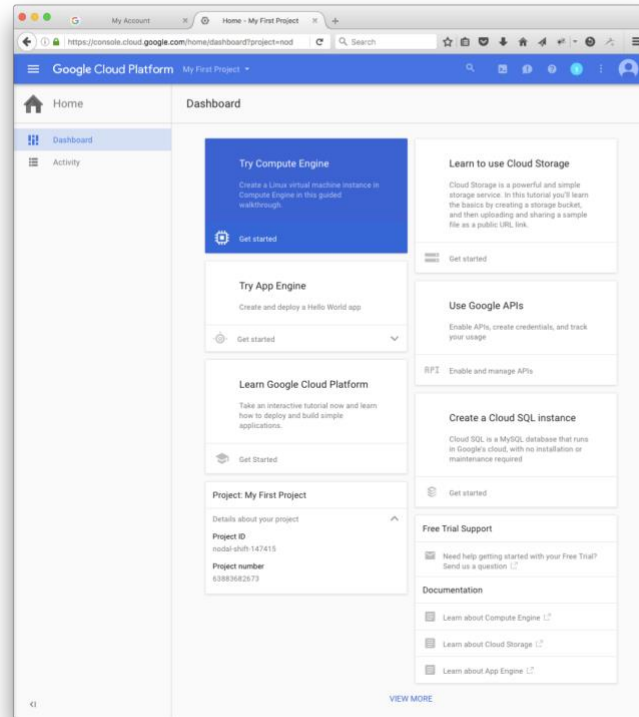 My Account
Home - My First Project
https://console.cloud.google.com/home/dashboard?project=nod
Search
Google Cloud Platform
My First Project
Home
Dashboard
Dashboard
Activity
Try Compute Engine
Create a Linux virtual machine instance in
Compute Engine in this guided
walkthrough.
Get started
Try App Engine
Create and deploy a Hello World app
Get started
Learn Google Cloud Platform
Take an interactive tutorial now and learn
how to deploy and build simple
applications.
Get Started
Project: My First Project
Details about your project
Project ID
nodal-shift-147415
Project number
63883682673
Learn to use Cloud Storage
Cloud Storage is a powerful and simple
storage service. In this tutorial you'll learn
the basics by creating a storage bucket,
and then uploading and sharing a sample
file as a public URL link.
Get started
Use Google APIs
Enable APIs, create credentials, and track
your usage
API Enable and manage APIs
Create a Cloud SQL instance
Cloud SQL is a MySQL database that runs
in Google's cloud, with no installation or
maintenance required
Get started
Free Trial Support
Need help getting started with your Free Trial?
Send us a question
Documentation
Learn about Compute Engine
Learn about Cloud Storage
Learn about App Engine
VIEW MORE